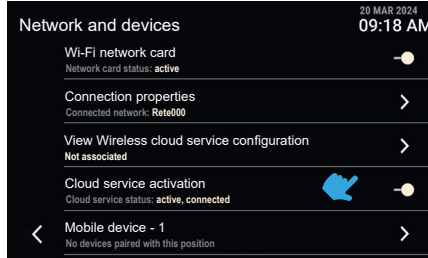 20 MAR 2024
Network and devices
09:18 AM
Wi-Fi network card
Network card status: active
Connection properties
Connected network: Rete000
View Wireless cloud service configuration
Not associated
Cloud service activation
Cloud service status: active, connected
Mobile device - 1
No devices paired with this position